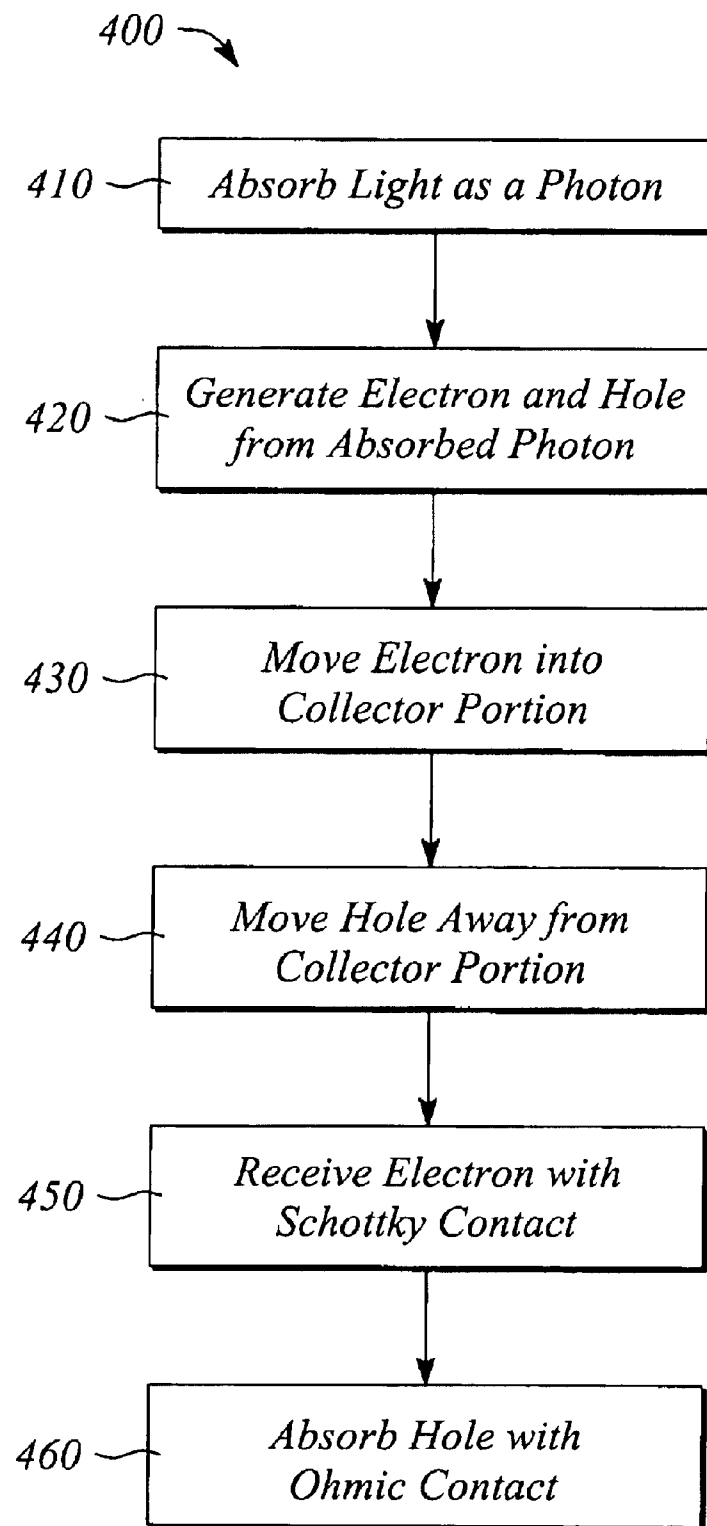 400
410
Absorb Light as a Photon
420
Generate Electron and Hole
from Absorbed Photon
430
Move Electron into
Collector Portion
440
Move Hole Away from
Collector Portion
450
Receive Electron with
Schottky Contact
460
Absorb Hole with
Ohmic Contact